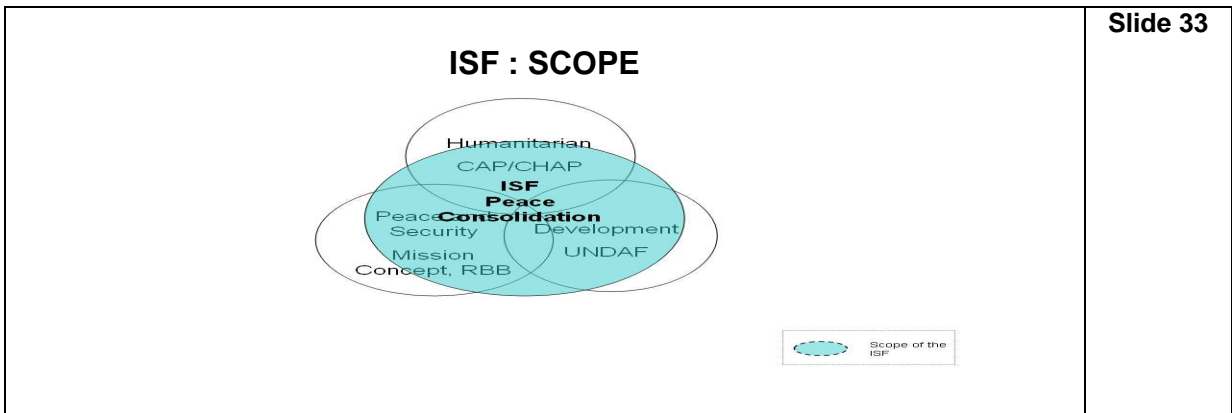 Slide 33
ISF : SCOPE
Humanitarian
CAP/CHAP
ISF
Peace
Consolidation
Peace and
Security
Development
Mission
Concept, RBB
UNDAF
Scope of the
ISF